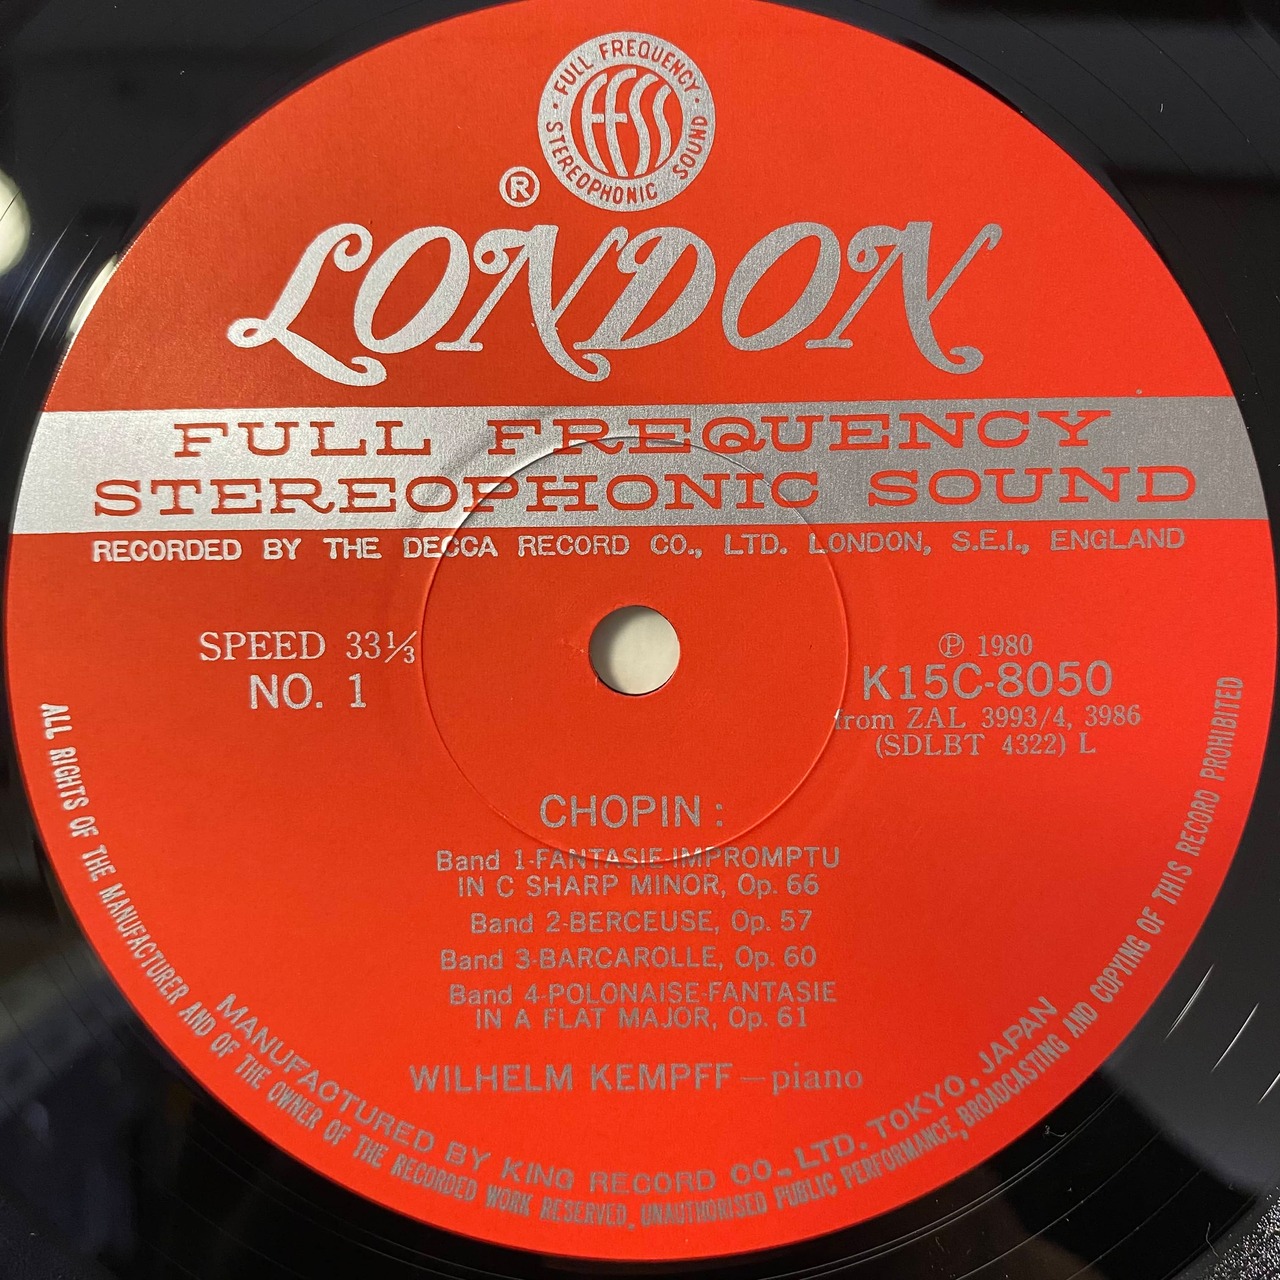 FULL FREQUENCY
FFSS
STEREOPHONIC SOUND
®
LONDON
FULL FREQUENCY
STEREOPHONIC SOUND
RECORDED BY THE DECCA RECORD CO., LTD. LONDON, S.E.I., ENGLAND
SPEED 33⅓
NO. 1
℗ 1980
K15C-8050
from ZAL 3993/4, 3986
(SDLBT 4322) L
CHOPIN:
Band 1-FANTASIE-IMPROMPTU
IN C SHARP MINOR, Op. 66
Band 2-BERCEUSE, Op. 57
Band 3-BARCAROLLE, Op. 60
Band 4-POLONAISE-FANTASIE
IN A FLAT MAJOR, Op. 61
WILHELM KEMPFF—piano
MANUFACTURED BY KING RECORD CO., LTD. TOKYO. JAPAN
ALL RIGHTS OF THE MANUFACTURER AND OF THE OWNER OF THE RECORDED WORK RESERVED, UNAUTHORISED PUBLIC PERFORMANCE, BROADCASTING AND COPYING OF THIS RECORD PROHIBITED